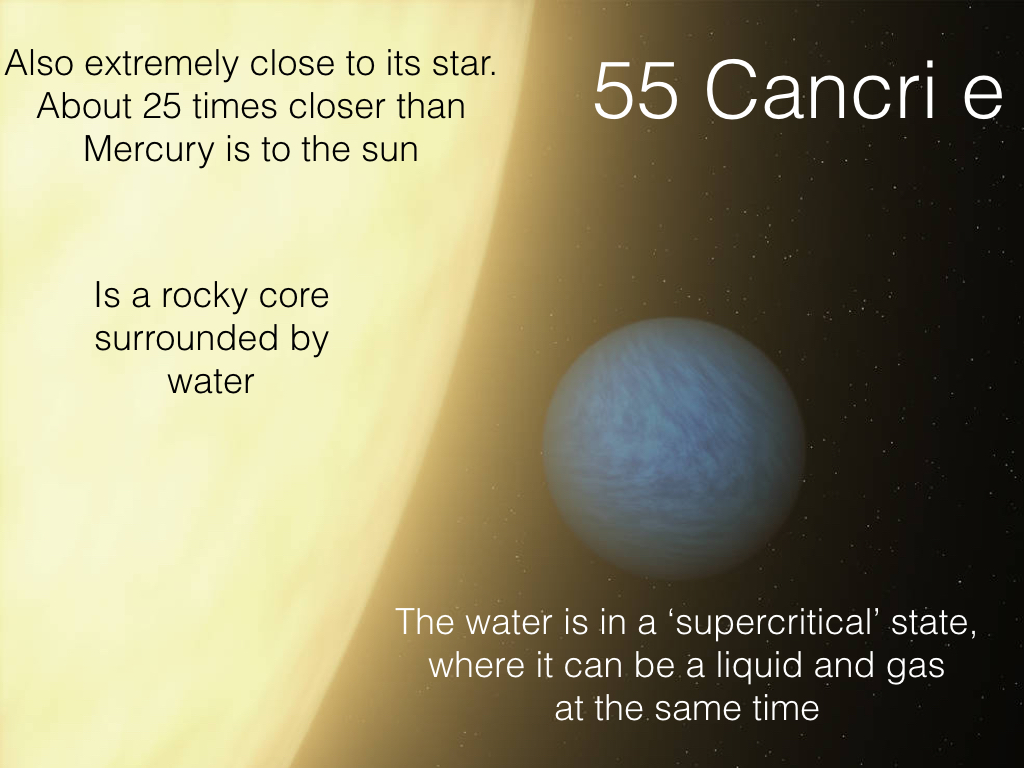 55 Cancri e
Also extremely close to its star.
About 25 times closer than
Mercury is to the sun
Is a rocky core
surrounded by
water
The water is in a ‘supercritical’ state,
where it can be a liquid and gas
at the same time